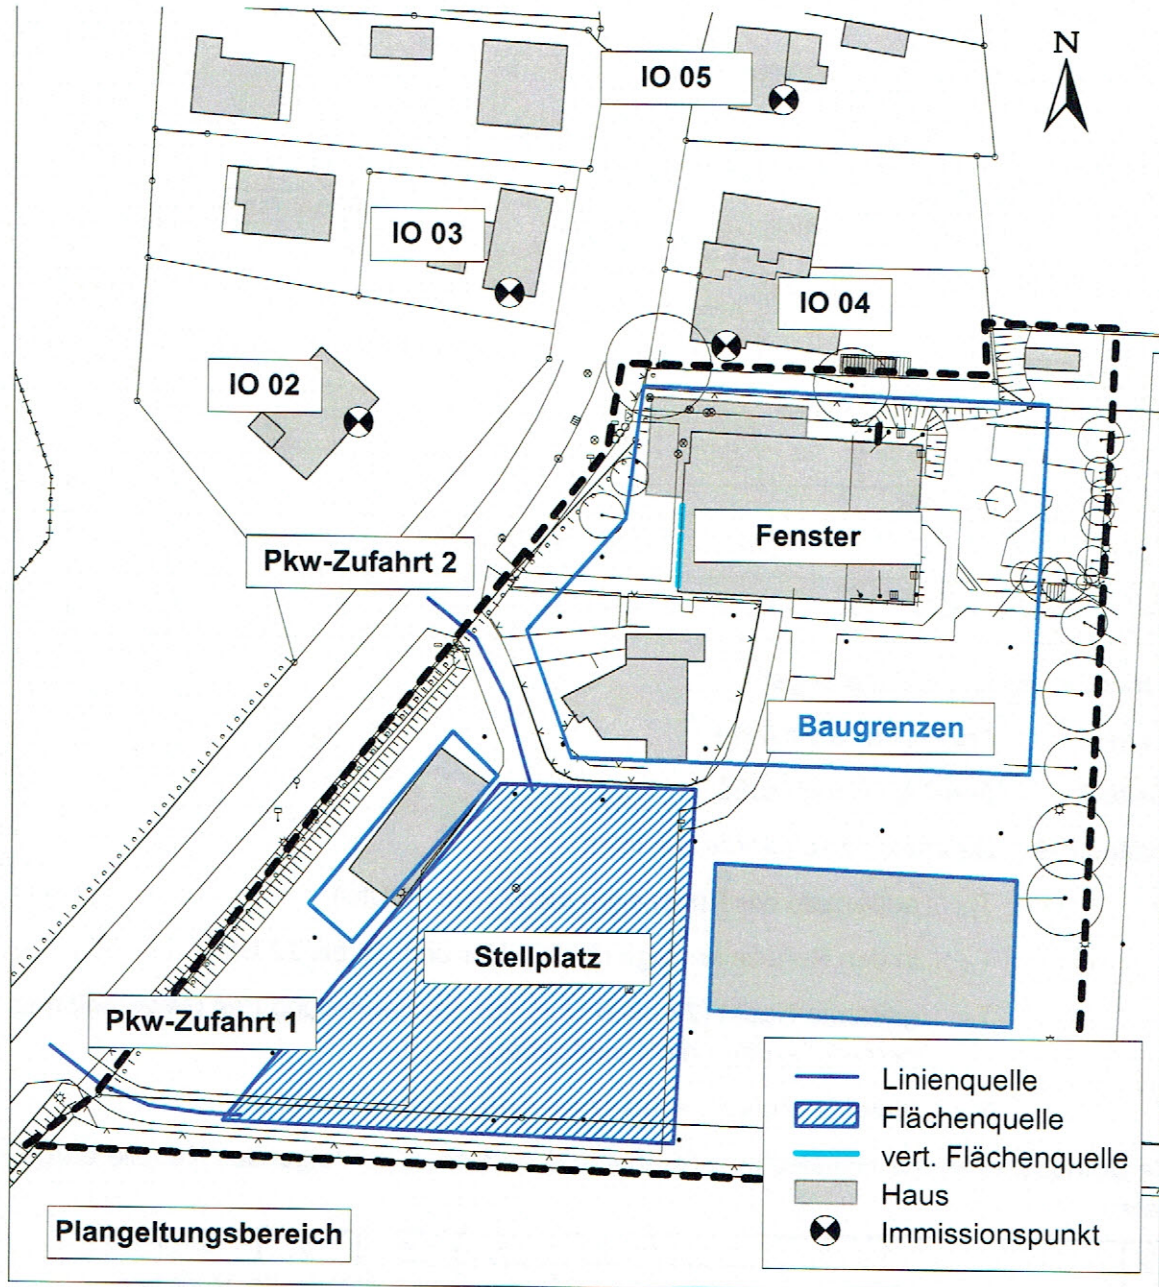 N
IO 05
IO 03
IO 04
IO 02
Fenster
Pkw-Zufahrt 2
Baugrenzen
Stellplatz
Pkw-Zufahrt 1
Linienquelle
Flächenquelle
vert. Flächenquelle
Haus
Immissionspunkt
Plangeltungsbereich